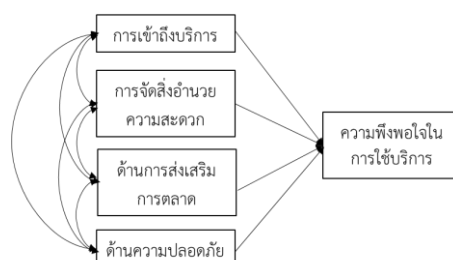 การเข้าถึงบริการ
การจัดสิ่งอำนวย
ความสะดวก
ด้านการส่งเสริม
การตลาด
ด้านความปลอดภัย
ความพึงพอใจใน
การใช้บริการ